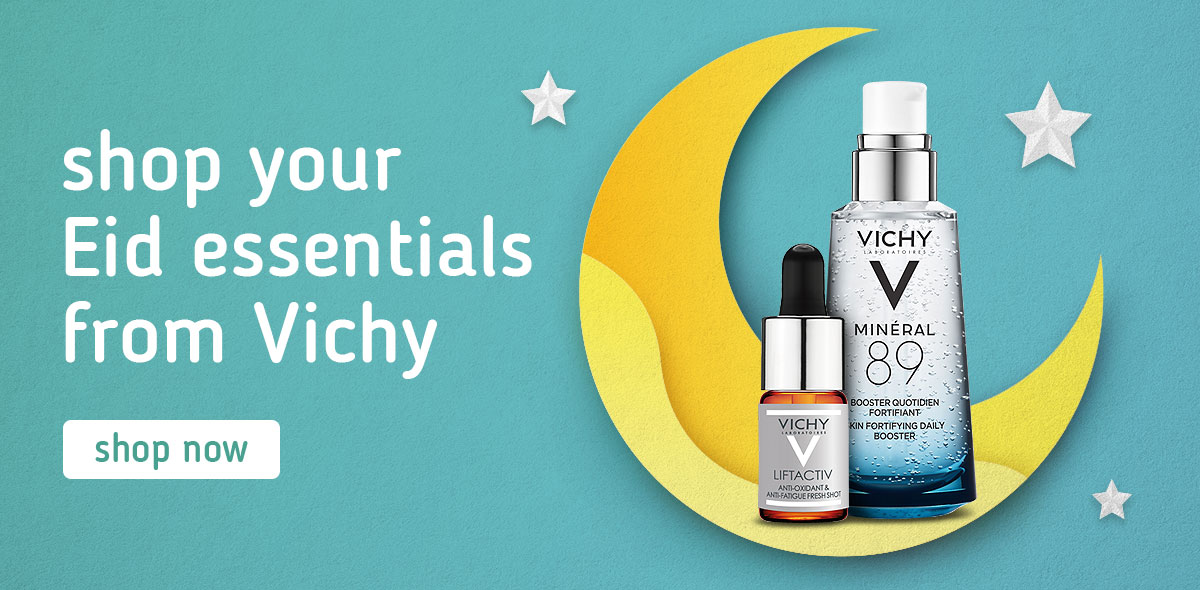 shop your
Eid essentials
from Vichy
shop now
VICHY
LABORATOIRES
MINÉRAL
89
BOOSTER QUOTIDIEN
FORTIFIANT
SKIN FORTIFYING DAILY
BOOSTER
VICHY
LABORATOIRES
LIFTACTIV
ANTI-OXIDANT &
ANTI-FATIGUE FRESH SHOT